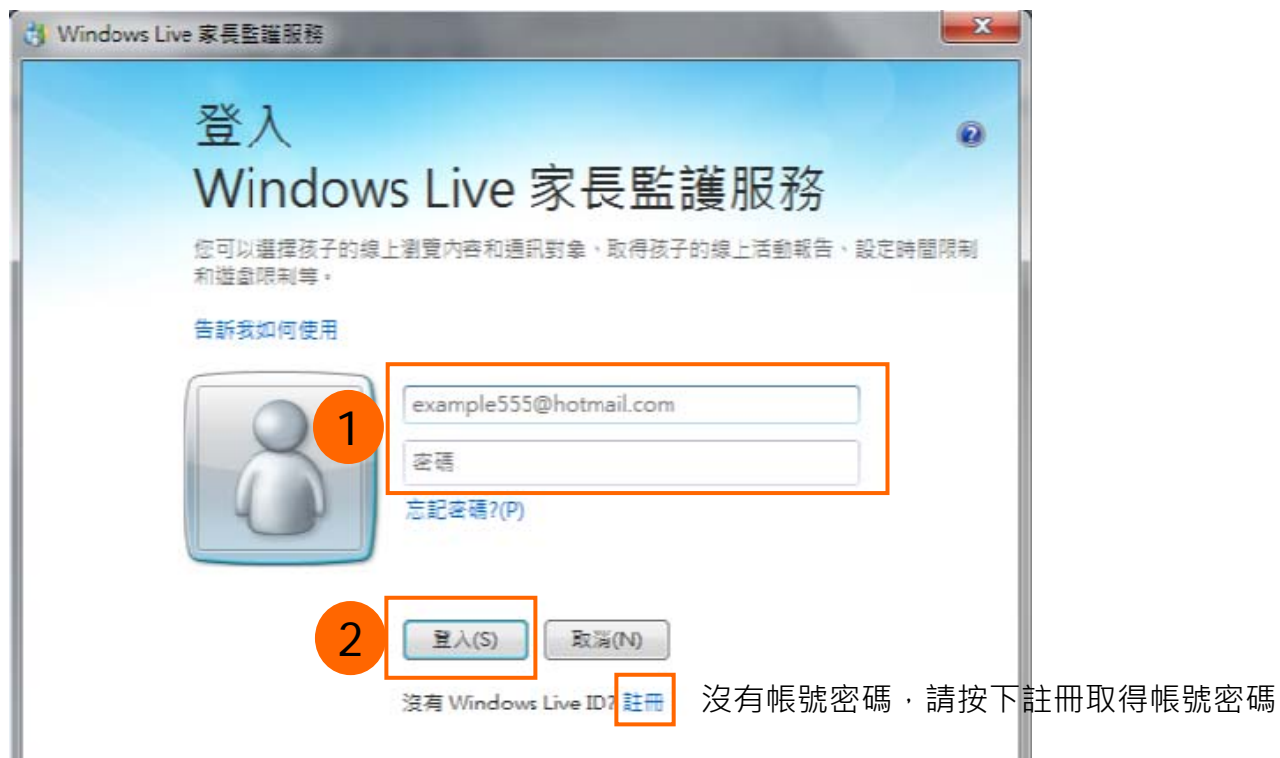 Windows Live 家長監護服務
登入
Windows Live 家長監護服務
您可以選擇孩子的線上瀏覽內容和通訊對象、取得孩子的線上活動報告、設定時間限制
和遊戲限制等。
告訴我如何使用
1
example555@hotmail.com
密碼
忘記密碼?(P)
2
登入(S)
取消(N)
沒有 Windows Live ID? 註冊
沒有帳號密碼，請按下註冊取得帳號密碼